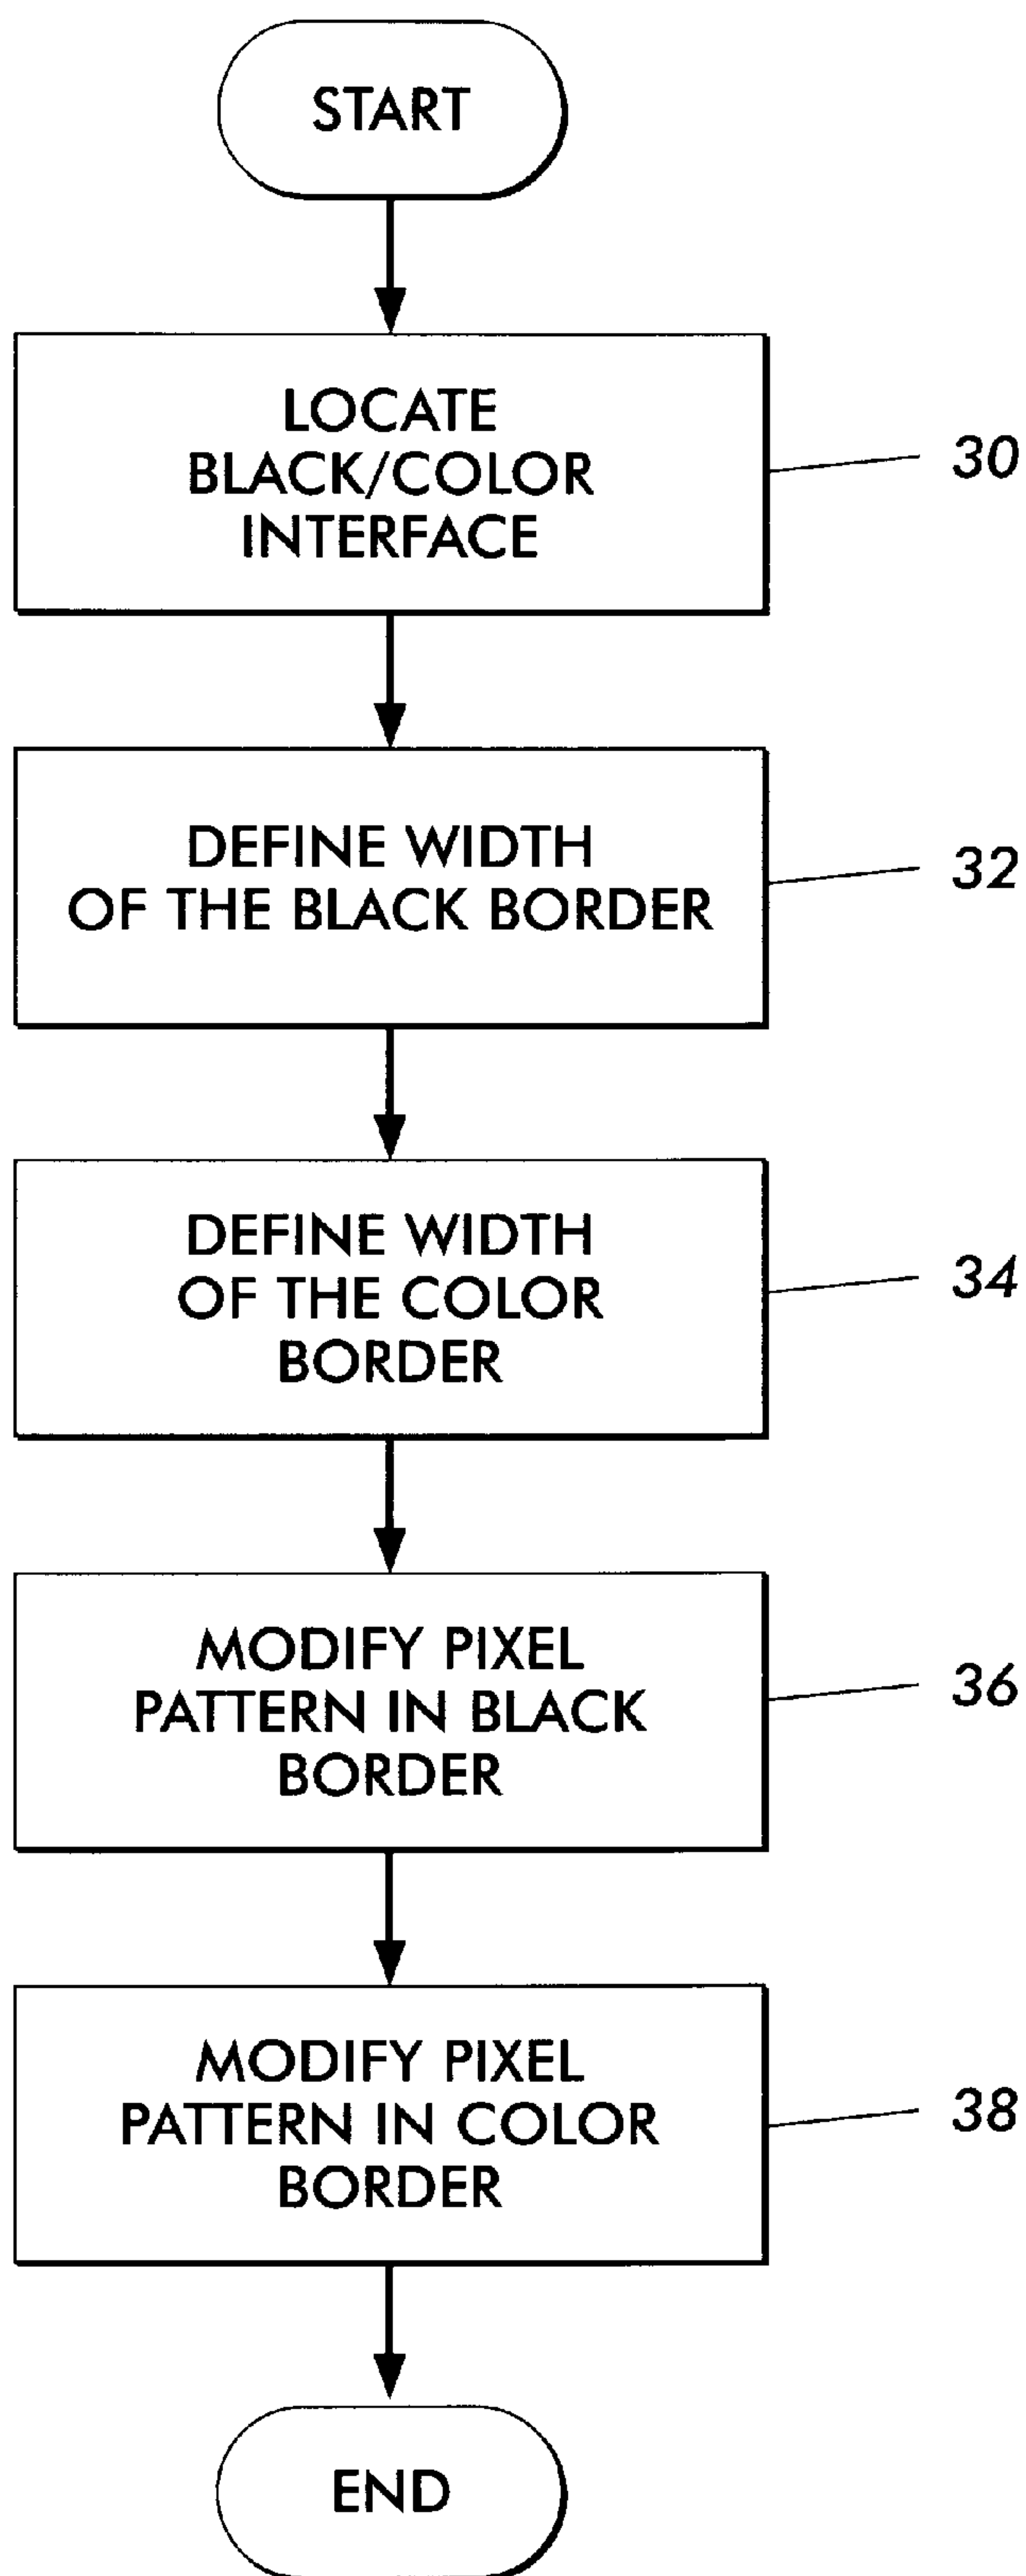 START
LOCATE
BLACK/COLOR
INTERFACE
30
DEFINE WIDTH
OF THE BLACK BORDER
32
DEFINE WIDTH
OF THE COLOR
BORDER
34
MODIFY PIXEL
PATTERN IN BLACK
BORDER
36
MODIFY PIXEL
PATTERN IN COLOR
BORDER
38
END